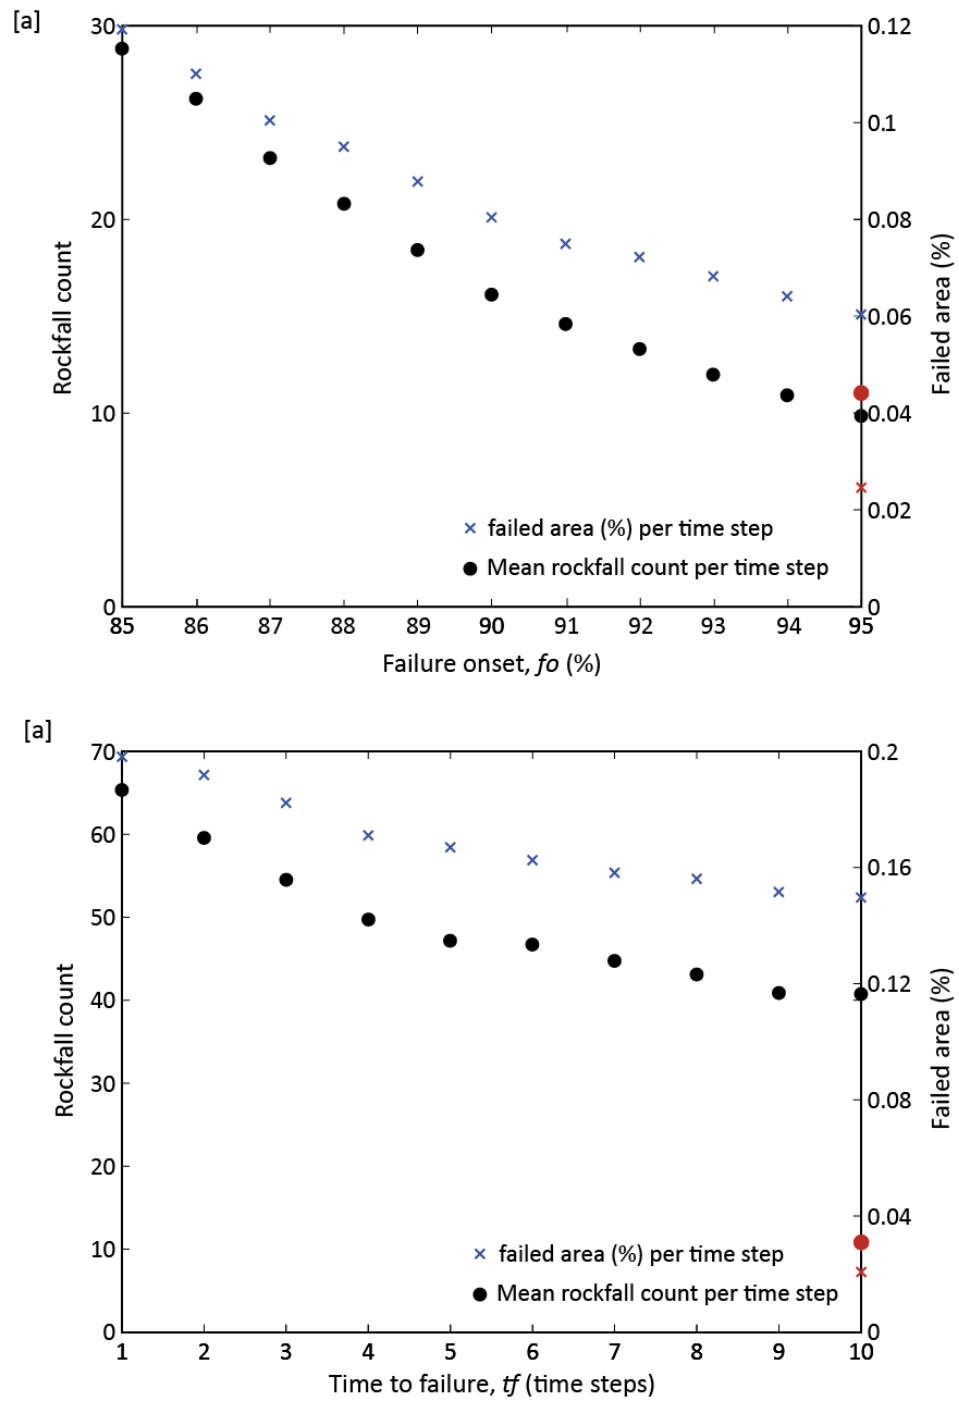 [a]
30
20
10
0
Rockfall count
0.12
0.1
0.08
0.06
0.04
0.02
0
Failed area (%)
failed area (%) per time step
Mean rockfall count per time step
85 86 87 88 89 90 91 92 93 94 95
Failure onset, fo (%)
[a]
70
60
50
40
30
20
10
0
Rockfall count
0.2
0.16
0.12
0.08
0.04
0
Failed area (%)
failed area (%) per time step
Mean rockfall count per time step
1 2 3 4 5 6 7 8 9 10
Time to failure, tf (time steps)